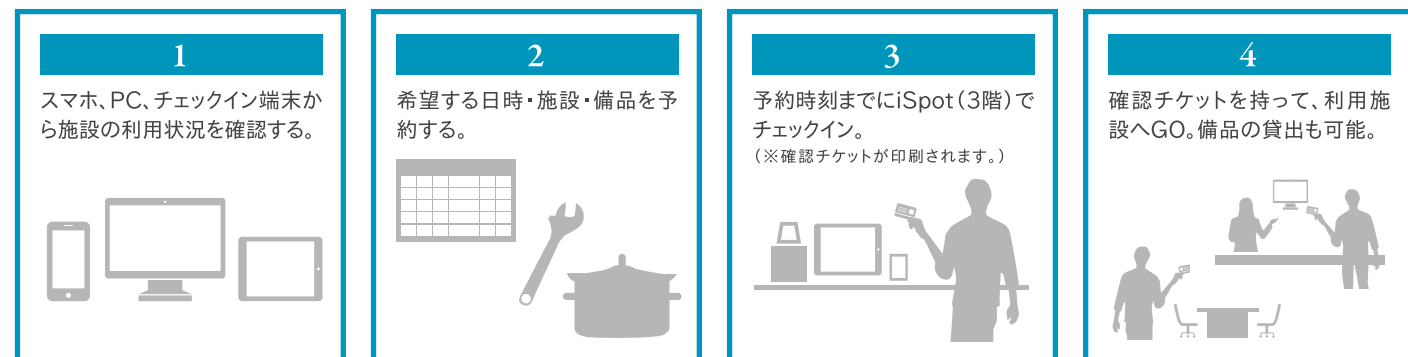 1
スマホ、PC、チェックイン端末か
ら施設の利用状況を確認する。
2
希望する日時・施設・備品を予
約する。
3
予約時刻までにiSpot(3階)で
チェックイン。
(※確認チケットが印刷されます。)
4
確認チケットを持って、利用施
設へGO。備品の貸出も可能。